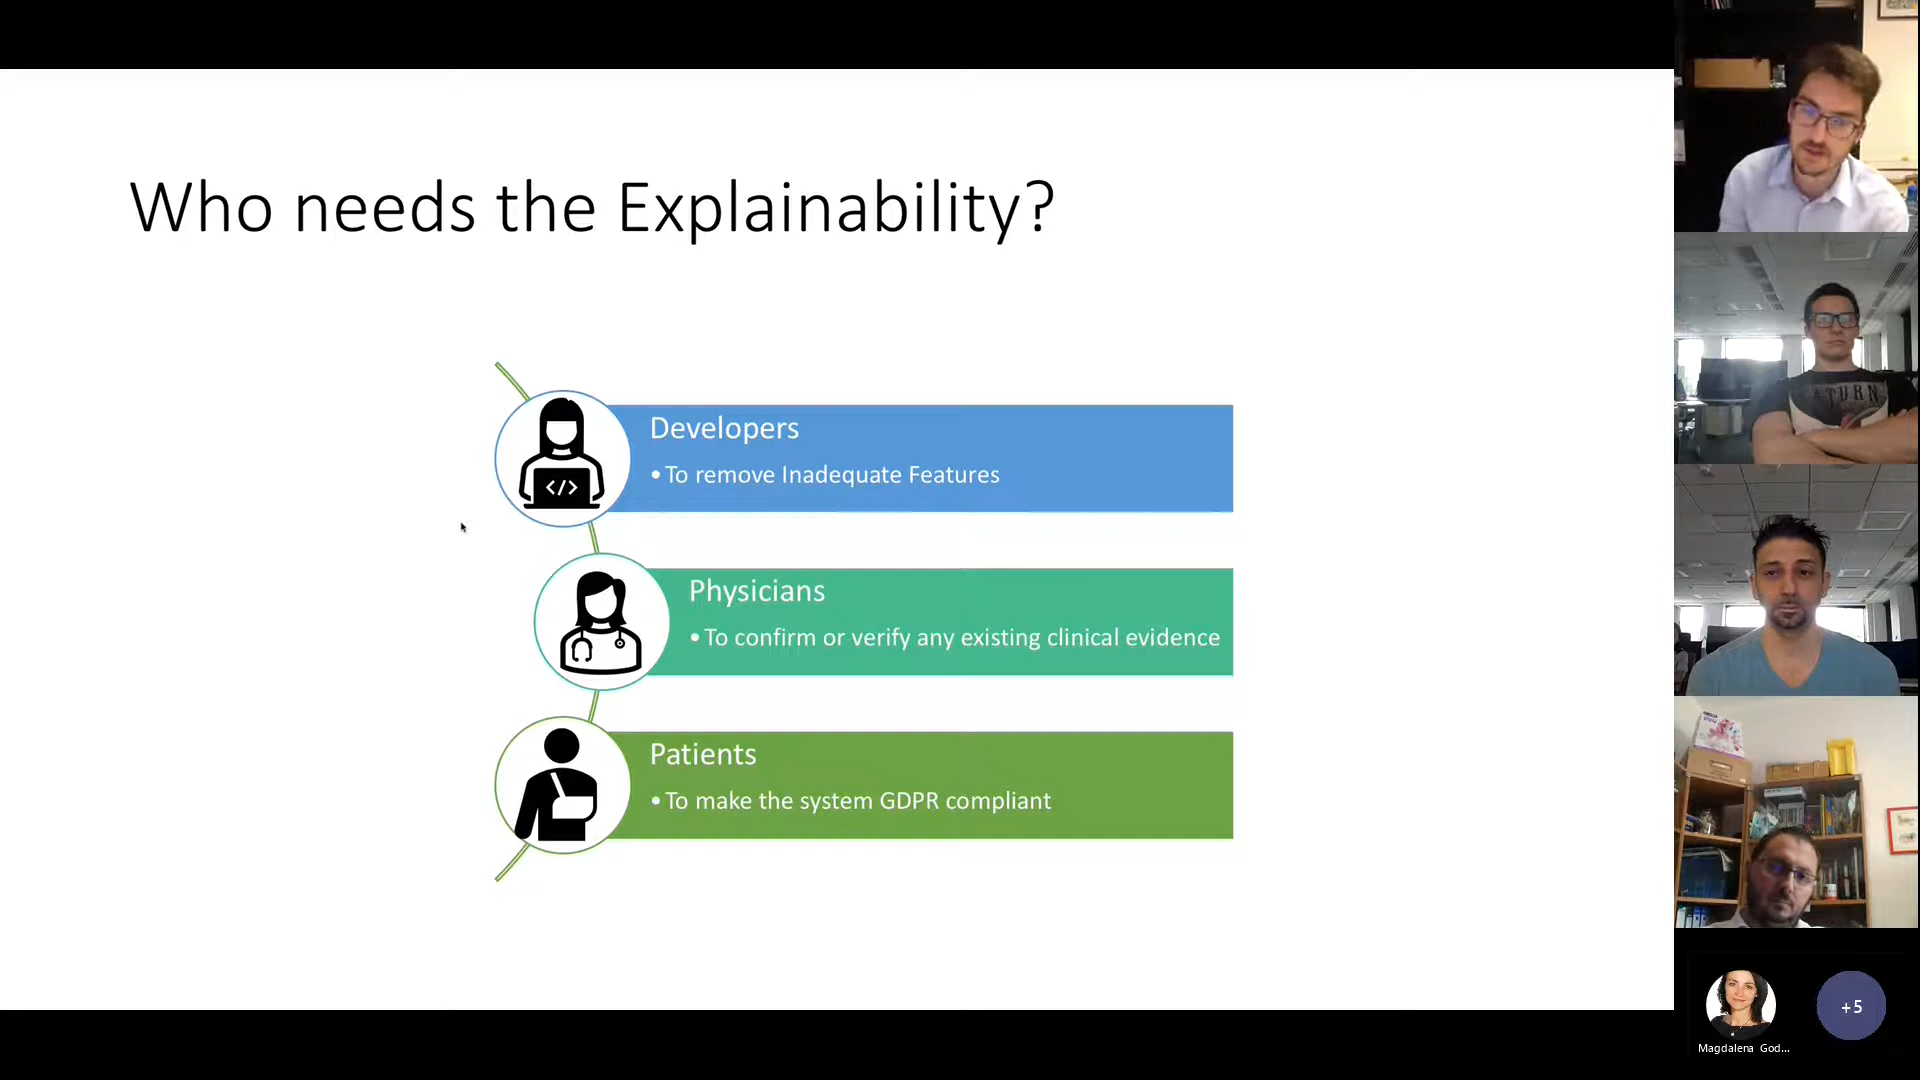 Who needs the Explainability?
Developers
</>
• To remove Inadequate Features
Physicians
• To confirm or verify any existing clinical evidence
Patients
• To make the system GDPR compliant
TURN
+5
Magdalena God...